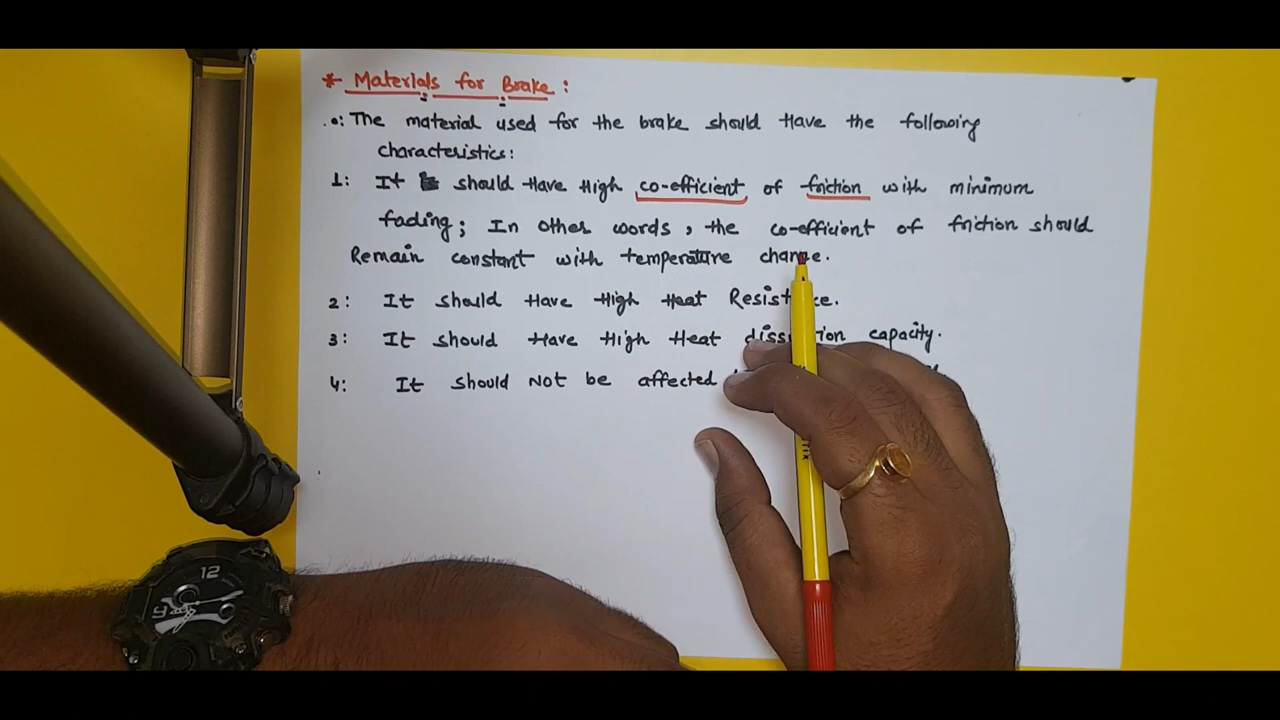 * Materials for Brake :
o: The material used for the brake should Have the following
characteristics:
1: It should Have High co-efficient of friction with minimum
fading; In other words, the co-efficient of friction should
Remain constant with temperature change.
2: It should Have High Heat
3: It should Have High Heat capacity.
4: It should Not be affected
12